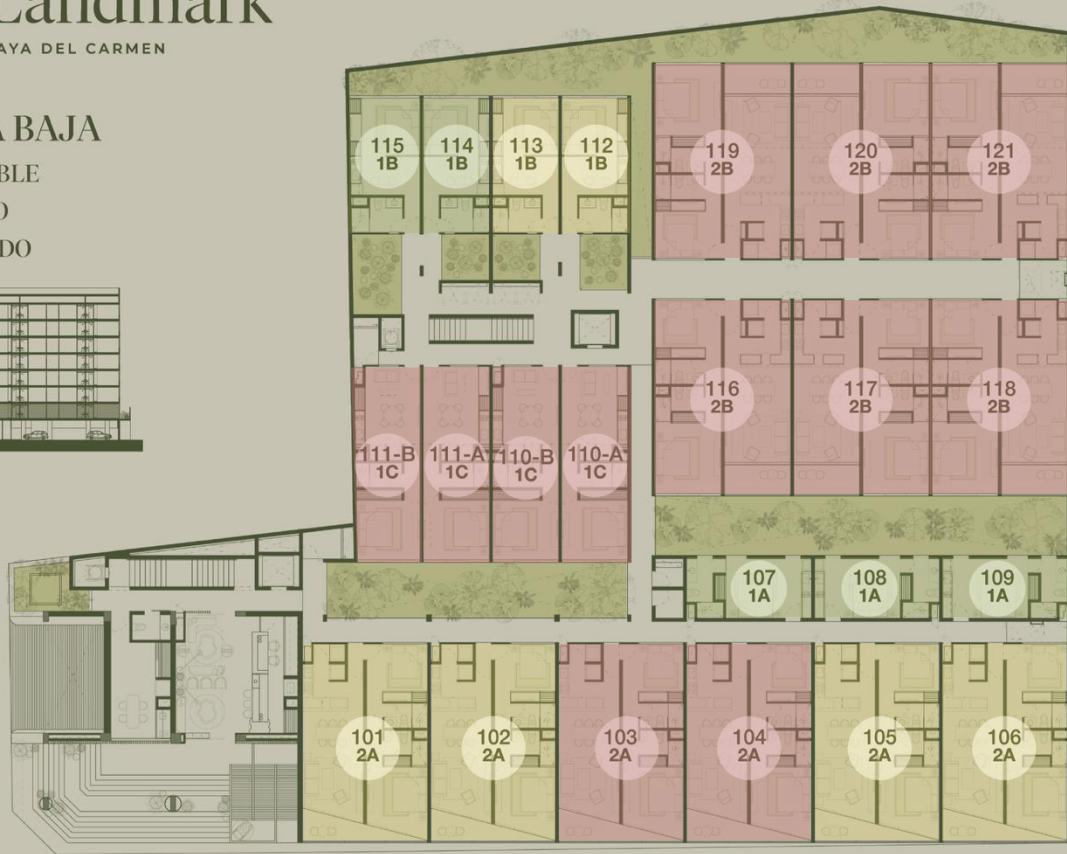 Landmark
AYA DEL CARMEN
A BAJA
BLE
O
DO
115
1B
114
1B
113
1B
112
1B
119
2B
120
2B
121
2B
116
2B
117
2B
118
2B
111-B
1C
111-A
1C
110-B
1C
110-A
1C
107
1A
108
1A
109
1A
101
2A
102
2A
103
2A
104
2A
105
2A
106
2A